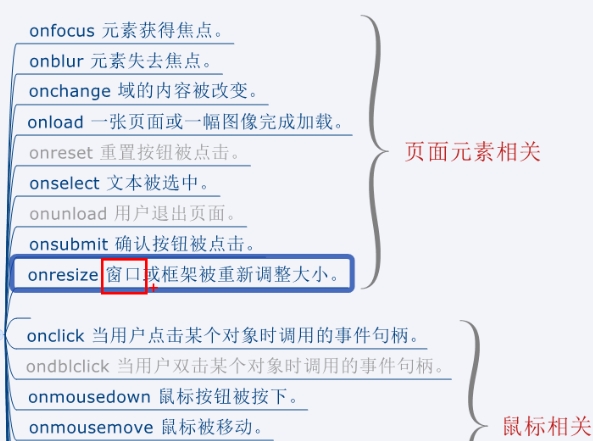 onfocus 元素获得焦点。
onblur 元素失去焦点。
onchange 域的内容被改变。
onload 一张页面或一幅图像完成加载。
onreset 重置按钮被点击。
页面元素相关
onselect 文本被选中。
onunload 用户退出页面。
onsubmit 确认按钮被点击。
onresize 窗口或框架被重新调整大小。
onclick 当用户点击某个对象时调用的事件句柄。
ondblclick 当用户双击某个对象时调用的事件句柄。
onmousedown 鼠标按钮被按下。
onmousemove 鼠标被移动。
鼠标相关